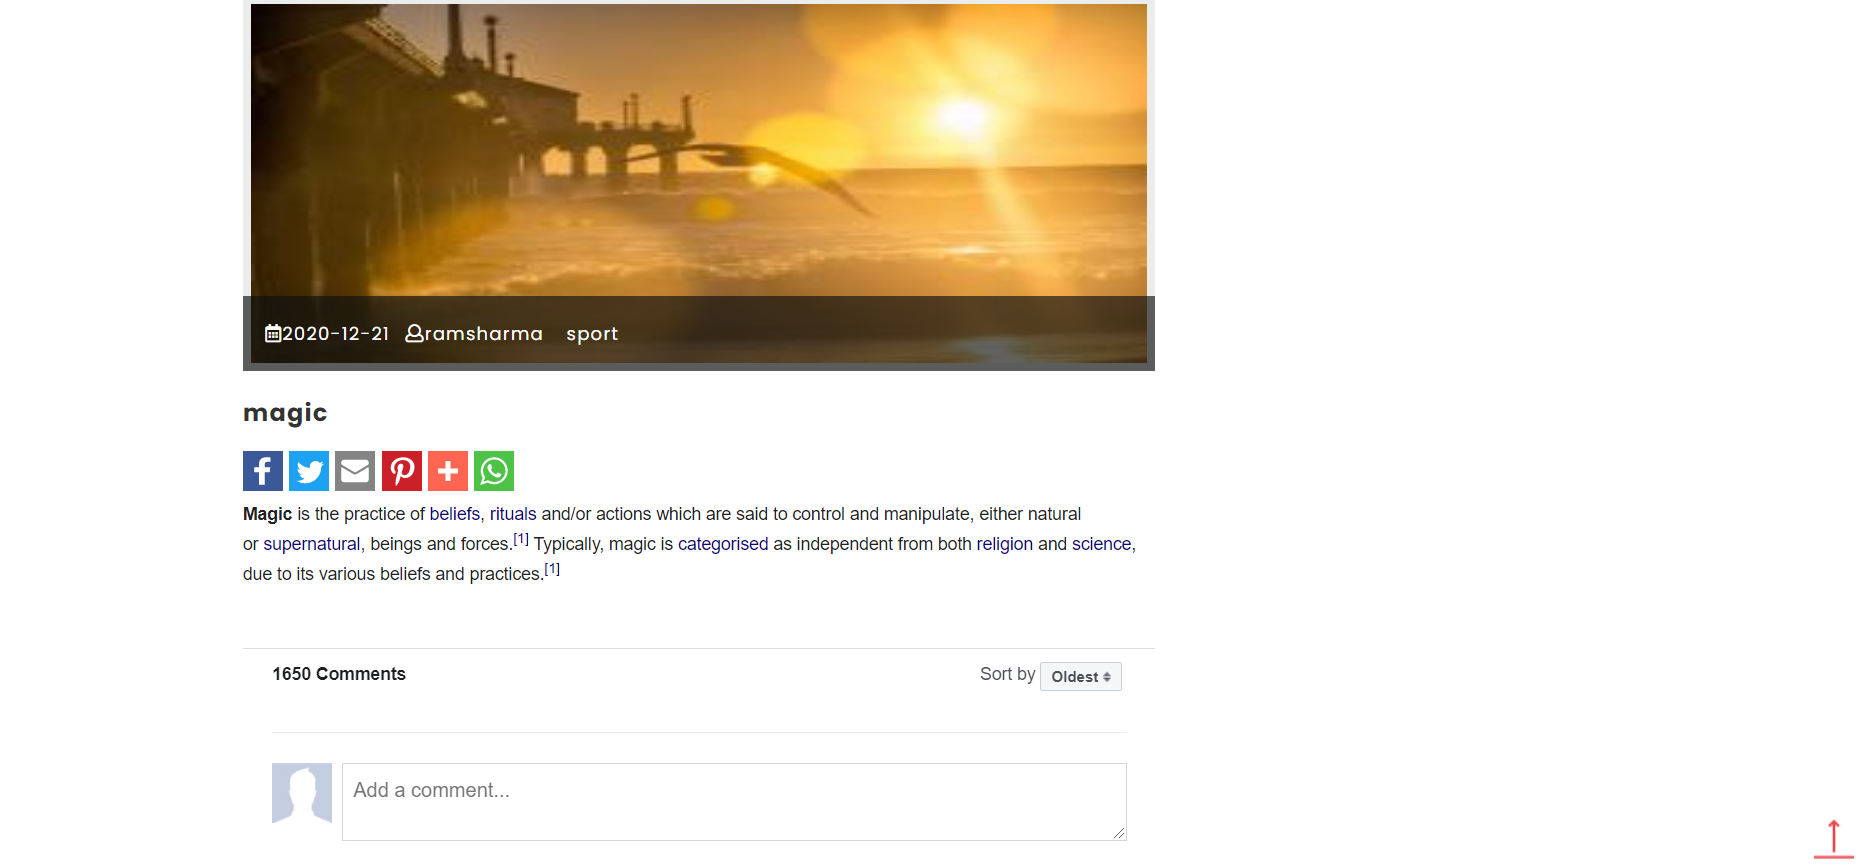 2020-12-21 ramsharma sport
magic
Magic is the practice of beliefs, rituals and/or actions which are said to control and manipulate, either natural
or supernatural, beings and forces.[1] Typically, magic is categorised as independent from both religion and science,
due to its various beliefs and practices.[1]
1650 Comments Sort by Oldest
Add a comment...